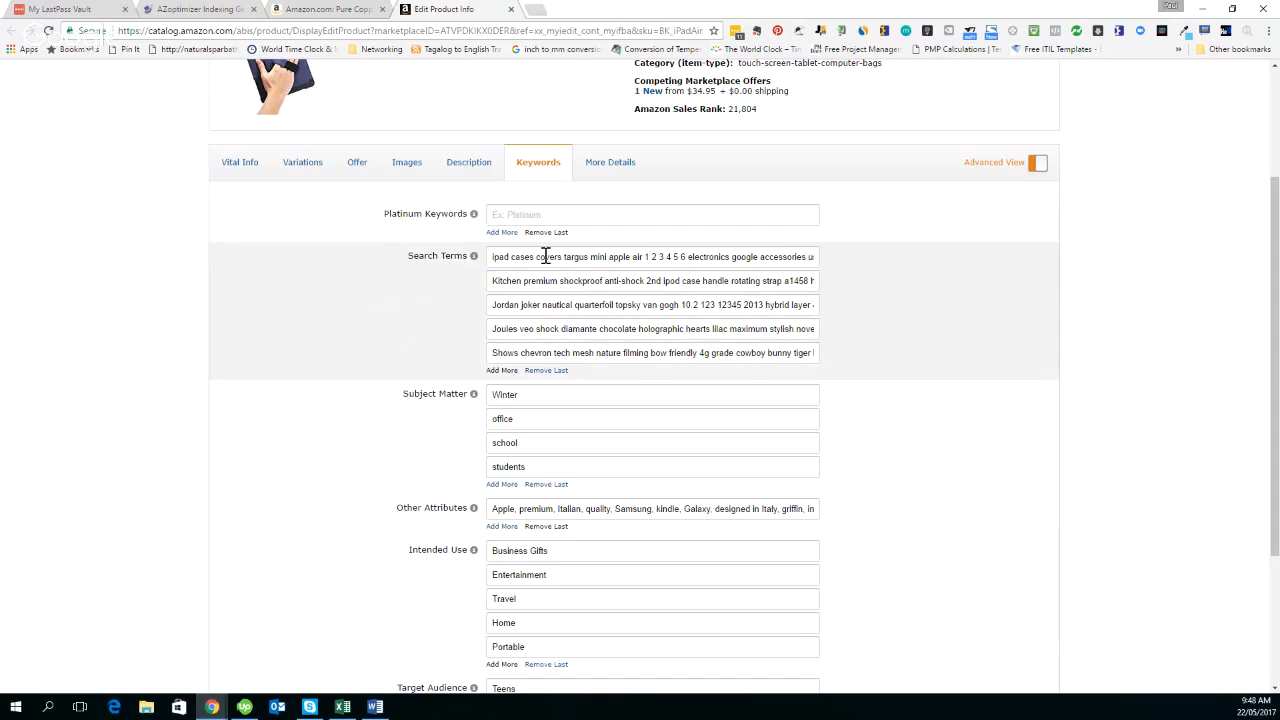 Paul
My LastPass Vault
AZoptimizer Indexing Ge
Amazon.com: Pure Copp
Edit Product Info
Secure
https://catalog.amazon.com/abis/product/DisplayEditProduct?marketplaceID=ATVPDKIKX0DER&ref=xx_myiedit_cont_myifba&sku=BK_iPadAir
Apps Bookmarks Pin It http://naturalsparbat World Time Clock & M Networking Tagalog to English Tra inch to mm conversion Conversion of Tempe The World Clock — Tim Free Project Manager PMP Calculators | Fre Free ITIL Templates - Other bookmarks
Category (item-type): touch-screen-tablet-computer-bags
Competing Marketplace Offers
1 New from $34.95 + $0.00 shipping
Amazon Sales Rank: 21,804
Vital Info Variations Offer Images Description Keywords More Details Advanced View
Platinum Keywords Ex: Platinum
Add More Remove Last
Search Terms ipad cases covers targus mini apple air 1 2 3 4 5 6 electronics google accessories u
Kitchen premium shockproof anti-shock 2nd ipod case handle rotating strap a1458
Jordan joker nautical quarterfoil topsky van gogh 10.2 123 12345 2013 hybrid layer
Joules veo shock diamante chocolate holographic hearts lilac maximum stylish nove
Shows chevron tech mesh nature filming bow friendly 4g grade cowboy bunny tiger
Add More Remove Last
Subject Matter Winter
office
school
students
Add More Remove Last
Other Attributes Apple, premium, Italian, quality, Samsung, kindle, Galaxy, designed in Italy, griffin, in
Add More Remove Last
Intended Use Business Gifts
Entertainment
Travel
Home
Portable
Add More Remove Last
Target Audience Teens
9:48 AM
22/05/2017